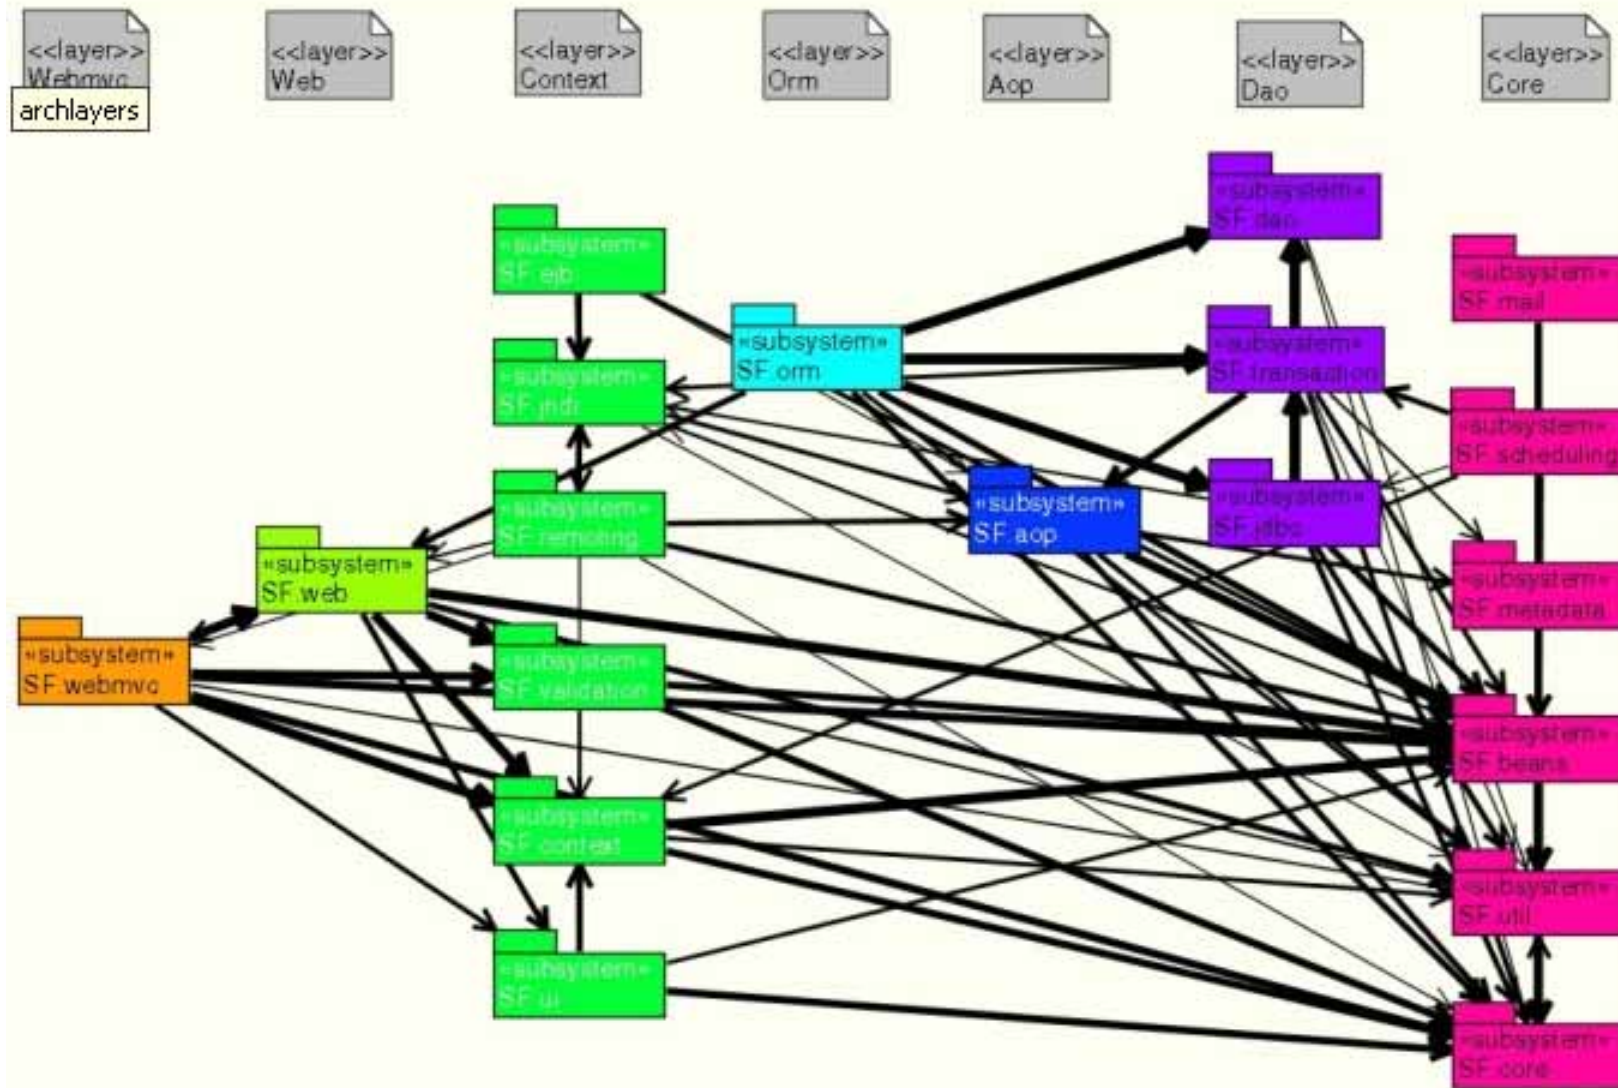 <<layer>>
Webmvc
archlayers
<<layer>>
Web
<<layer>>
Context
<<layer>>
Orm
<<layer>>
Aop
<<layer>>
Dao
<<layer>>
Core
«subsystem»
SF.dao
«subsystem»
SF.ejb
«subsystem»
SF.mail
«subsystem»
SF.orm
«subsystem»
SF.transaction
«subsystem»
SF.jndi
«subsystem»
SF.scheduling
«subsystem»
SF.remoting
«subsystem»
SF.aop
«subsystem»
SF.jdbc
«subsystem»
SF.web
«subsystem»
SF.metadata
«subsystem»
SF.webmvc
«subsystem»
SF.validation
«subsystem»
SF.beans
«subsystem»
SF.context
«subsystem»
SF.util
«subsystem»
SF.ui
«subsystem»
SF.core